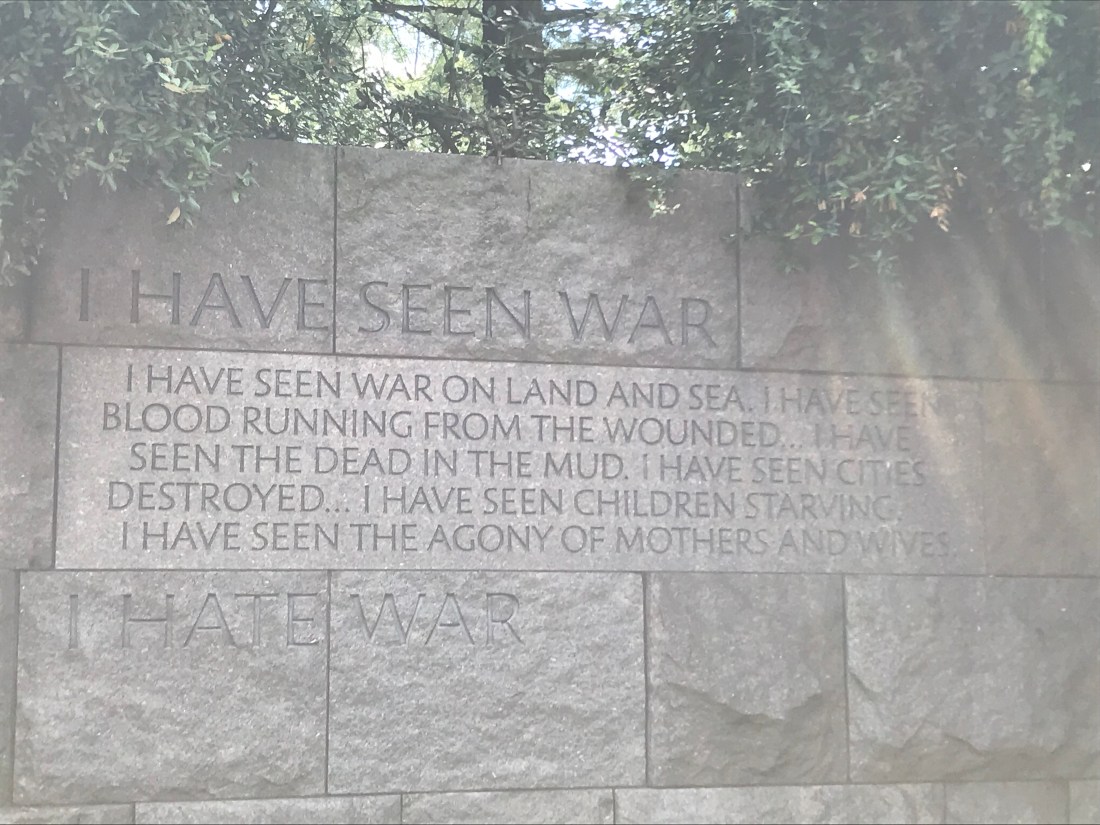 I HAVE SEEN WAR
I HAVE SEEN WAR ON LAND AND SEA. I HAVE SEEN
BLOOD RUNNING FROM THE WOUNDED... I HAVE
SEEN THE DEAD IN THE MUD. I HAVE SEEN CITIES
DESTROYED... I HAVE SEEN CHILDREN STARVING.
I HAVE SEEN THE AGONY OF MOTHERS AND WIVES.
I HATE WAR